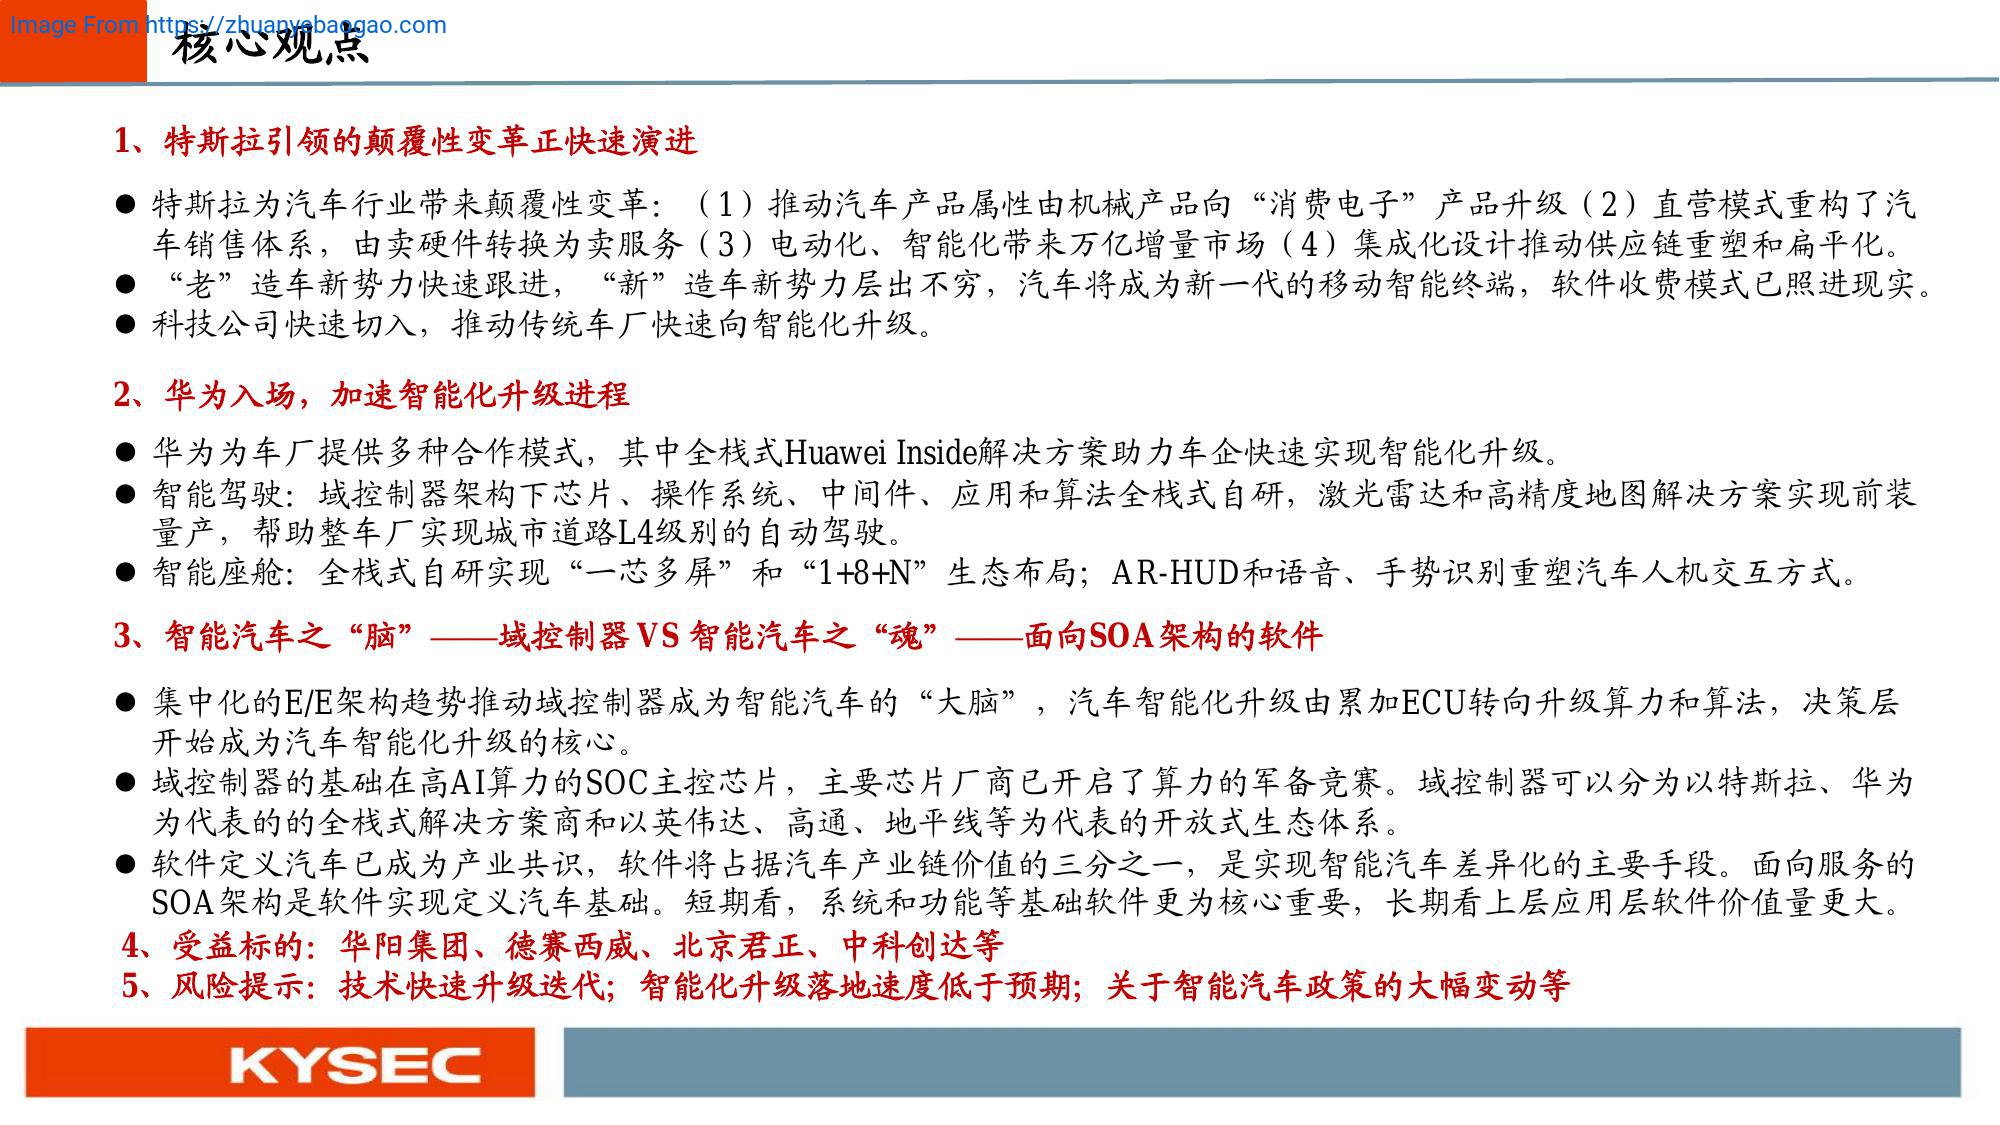 Image From https://zhuanyebaogao.com
核心观点
1、特斯拉引领的颠覆性变革正快速演进
● 特斯拉为汽车行业带来颠覆性变革：（1）推动汽车产品属性由机械产品向“消费电子”产品升级（2）直营模式重构了汽
车销售体系，由卖硬件转换为卖服务（3）电动化、智能化带来万亿增量市场（4）集成化设计推动供应链重塑和扁平化。
● “老”造车新势力快速跟进，“新”造车新势力层出不穷，汽车将成为新一代的移动智能终端，软件收费模式已照进现实。
● 科技公司快速切入，推动传统车厂快速向智能化升级。
2、华为入场，加速智能化升级进程
● 华为为车厂提供多种合作模式，其中全栈式Huawei Inside解决方案助力车企快速实现智能化升级。
● 智能驾驶：域控制器架构下芯片、操作系统、中间件、应用和算法全栈式自研，激光雷达和高精度地图解决方案实现前装
量产，帮助整车厂实现城市道路L4级别的自动驾驶。
● 智能座舱：全栈式自研实现“一芯多屏”和“1+8+N”生态布局；AR-HUD和语音、手势识别重塑汽车人机交互方式。
3、智能汽车之“脑”——域控制器 VS 智能汽车之“魂”——面向SOA架构的软件
● 集中化的E/E架构趋势推动域控制器成为智能汽车的“大脑”，汽车智能化升级由累加ECU转向升级算力和算法，决策层
开始成为汽车智能化升级的核心。
● 域控制器的基础在高AI算力的SOC主控芯片，主要芯片厂商已开启了算力的军备竞赛。域控制器可以分为以特斯拉、华为
为代表的的全栈式解决方案商和以英伟达、高通、地平线等为代表的开放式生态体系。
● 软件定义汽车已成为产业共识，软件将占据汽车产业链价值的三分之一，是实现智能汽车差异化的主要手段。面向服务的
SOA架构是软件实现定义汽车基础。短期看，系统和功能等基础软件更为核心重要，长期看上层应用层软件价值量更大。
4、受益标的：华阳集团、德赛西威、北京君正、中科创达等
5、风险提示：技术快速升级迭代；智能化升级落地速度低于预期；关于智能汽车政策的大幅变动等
KYSEC